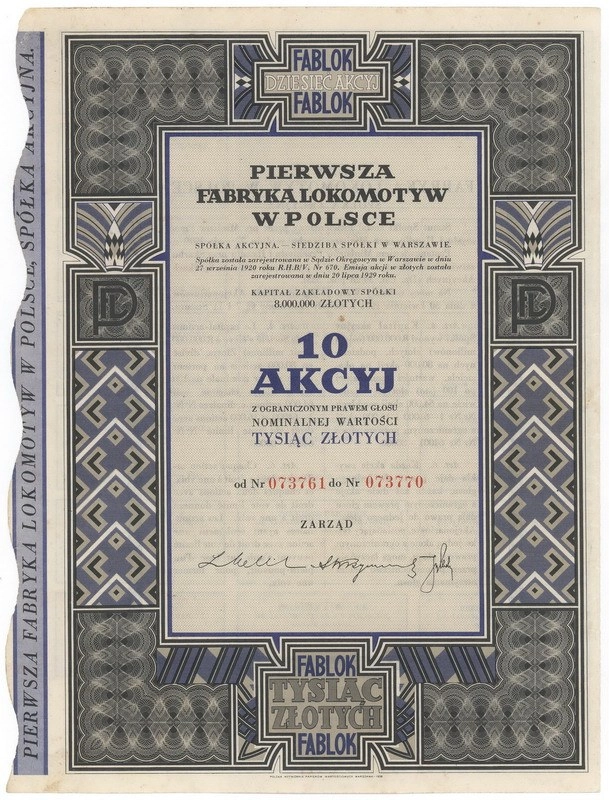 FABLOK
DZIESIĘĆ AKCYJ
FABLOK
PIERWSZA
FABRYKA LOKOMOTYW
W POLSCE
SPÓŁKA AKCYJNA. — SIEDZIBA SPÓŁKI W WARSZAWIE.
Spółka została zarejestrowana w Sądzie Okręgowym w Warszawie w dniu
27 września 1920 roku R.H.B/V, Nr 670. Emisja akcji w złotych została
zarejestrowana w dniu 20 lipca 1929 roku.
KAPITAŁ ZAKŁADOWY SPÓŁKI
8.000.000 ZŁOTYCH
10
AKCYJ
Z OGRANICZONYM PRAWEM GŁOSU
NOMINALNEJ WARTOŚCI
TYSIĄC ZŁOTYCH
od Nr 073761 do Nr 073770
ZARZĄD
FABLOK
TYSIĄC
ZŁOTYCH
FABLOK
PIERWSZA FABRYKA LOKOMOTYW W POLSCE, SPÓŁKA AKCYJNA.